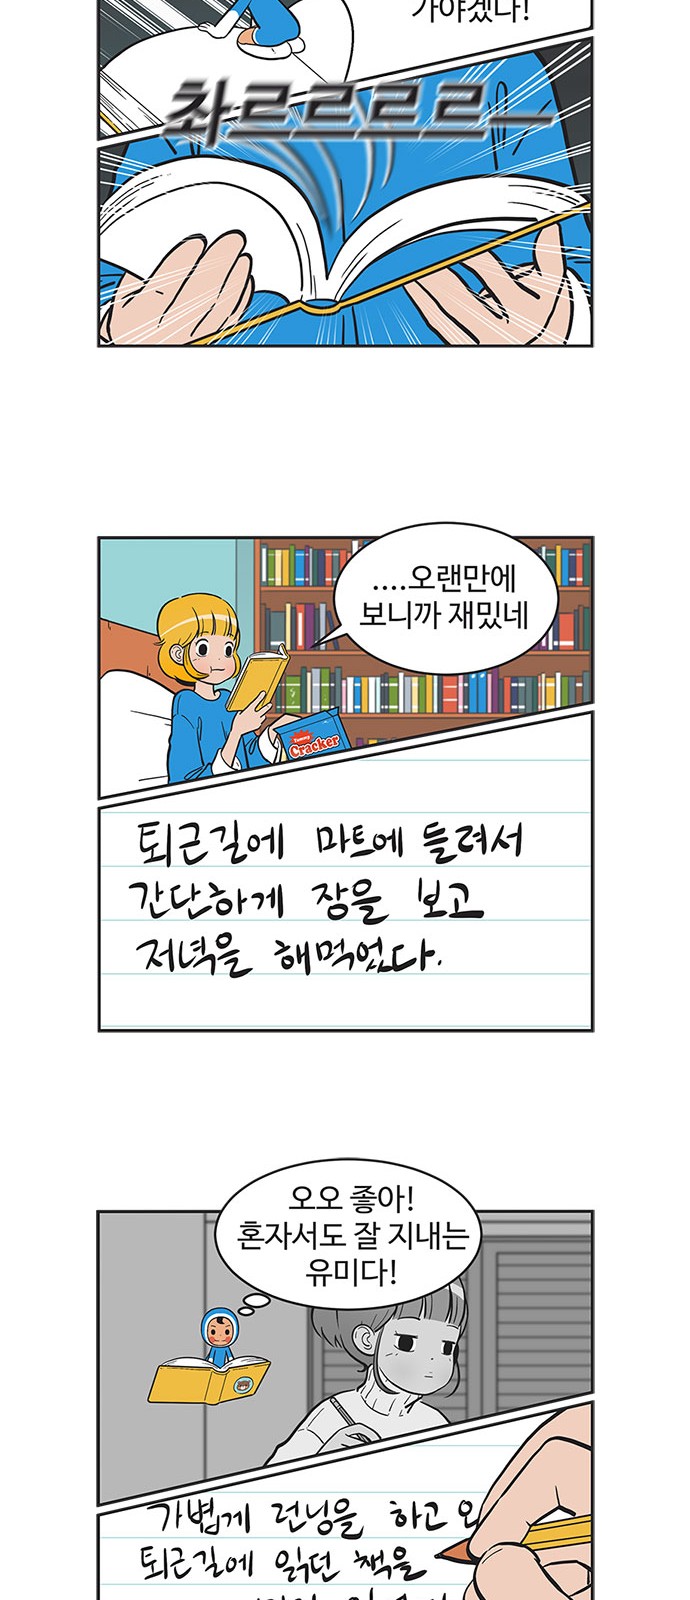 가야겠다!
촤르르르르ㅡ
....오랜만에
보니까 재밌네
Yummy
Cracker
퇴근길에 마트에 들려서
간단하게 장을 보고
저녁을 해먹었다.
오오 좋아!
혼자서도 잘 지내는
유미다!
가볍게 런닝을 하고 오
퇴근길에 읽던 책을